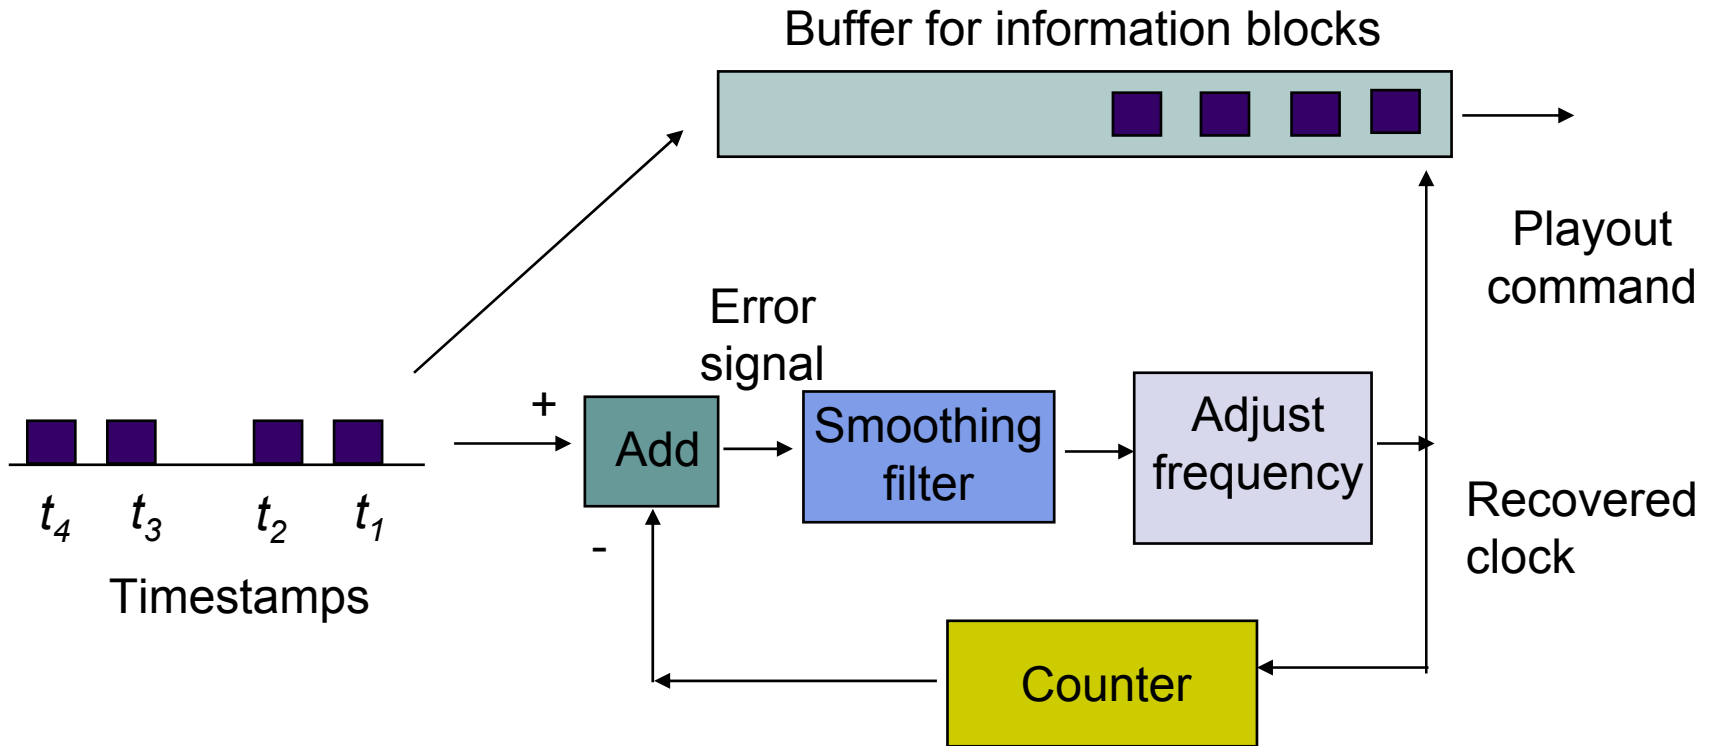 Buffer for information blocks
Playout
command
Error
signal
+
Add
Smoothing
filter
Adjust
frequency
t4 t3 t2 t1
-
Recovered
clock
Timestamps
Counter